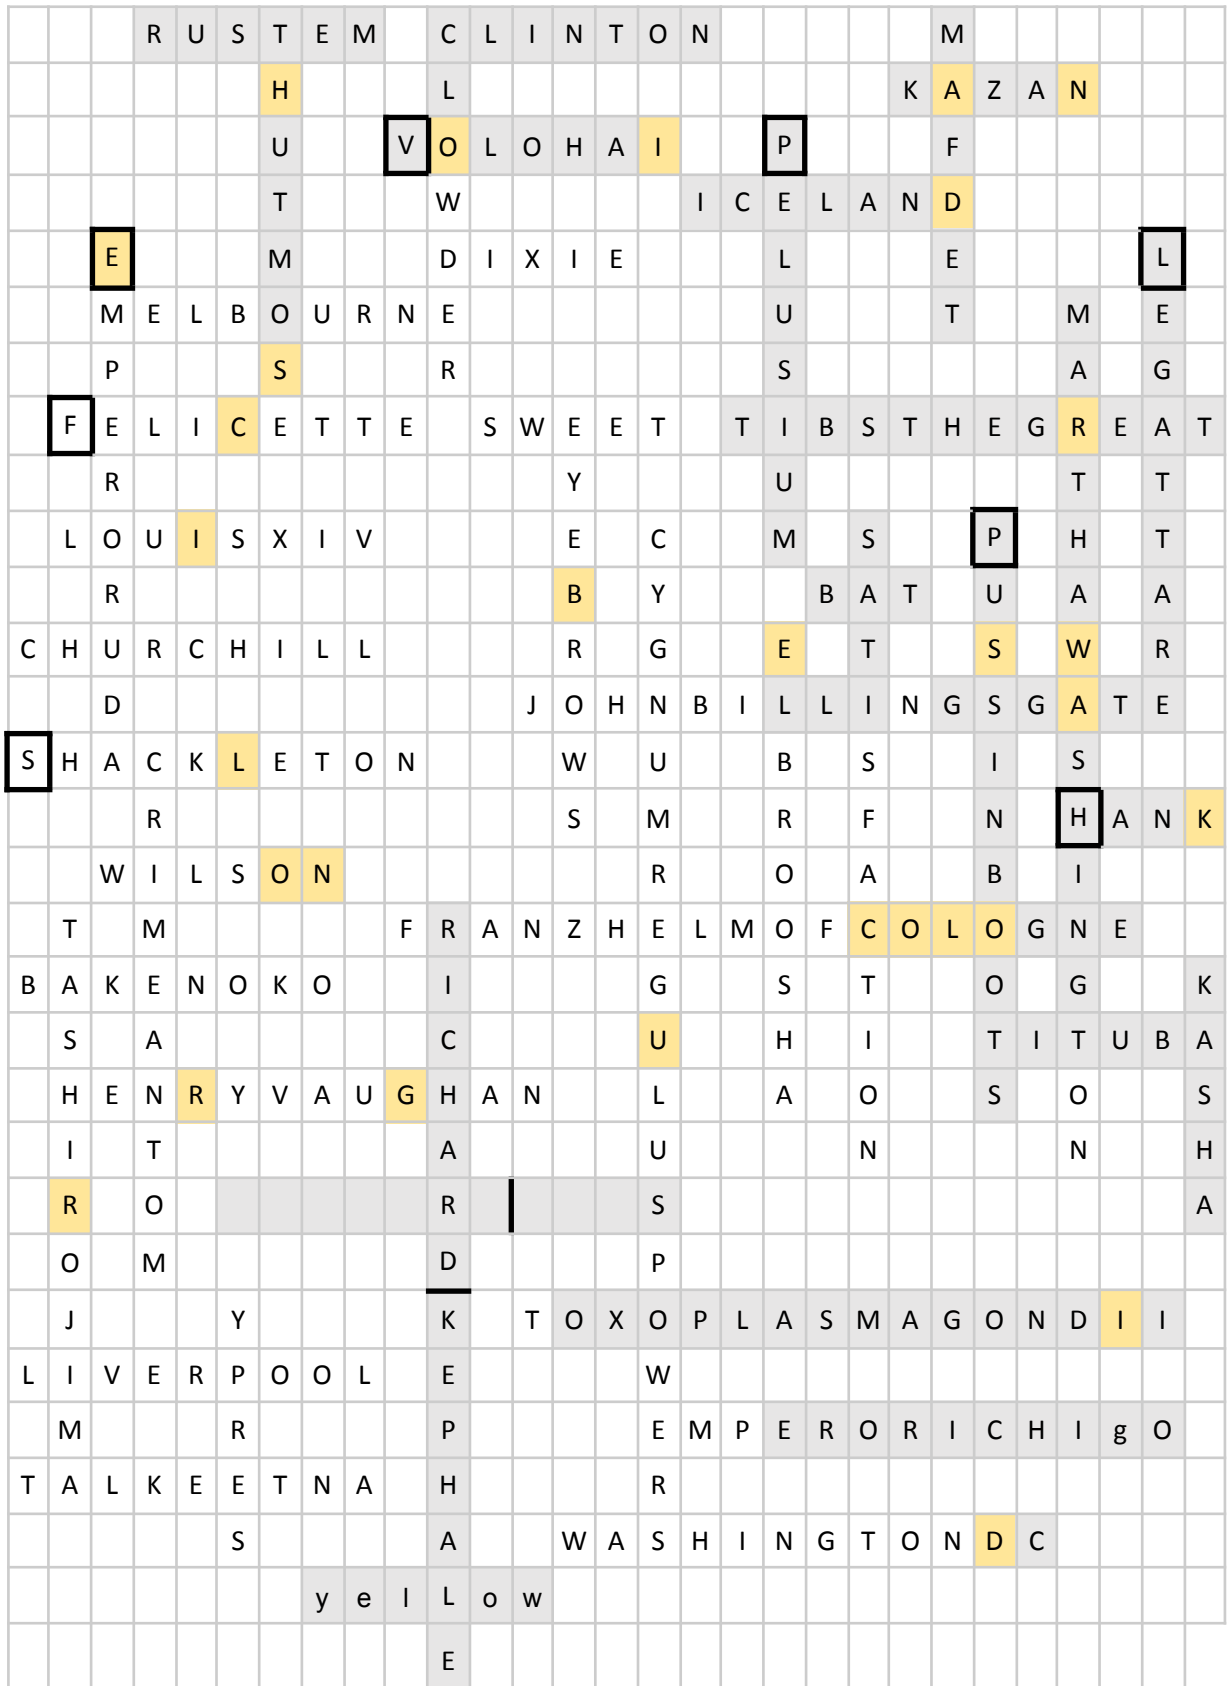 RUSTEM CLINTON M
H L KAZAN
U VOLOHAI P F
T W ICELAND
E M DIXIE L E L
MELBOURNE U T M E
P S R S A G
FELICETTE SWEET TIBSTHEGREAT
R Y U T T
LOUISXIV E C M S P H T
R B Y BAT U A A
CHURCHILL R G E T S W R
D JOHNBILLINGSGATE
SHACKLETON W U B S I S
R S M R F N HANK
WILSON R O A B I
T M FRANZHELMOFCOLOGNE
BAKENOKO I G S T O G K
S A C U H I TITUBA
HENRYVAUGHAN L A O S O S
I T A U N N H
R O R S A
O M D P
J Y K TOXOPLASMAGONDII
LIVERPOOL E W
M R P EMPERORICHIgO
TALKEETNA H R
S A WASHINGTONDC
yelLow
E